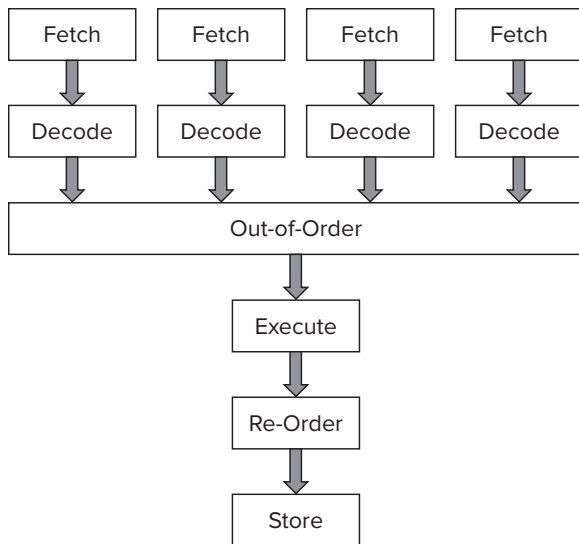 Fetch Fetch Fetch Fetch
Decode Decode Decode Decode
Out-of-Order
Execute
Re-Order
Store